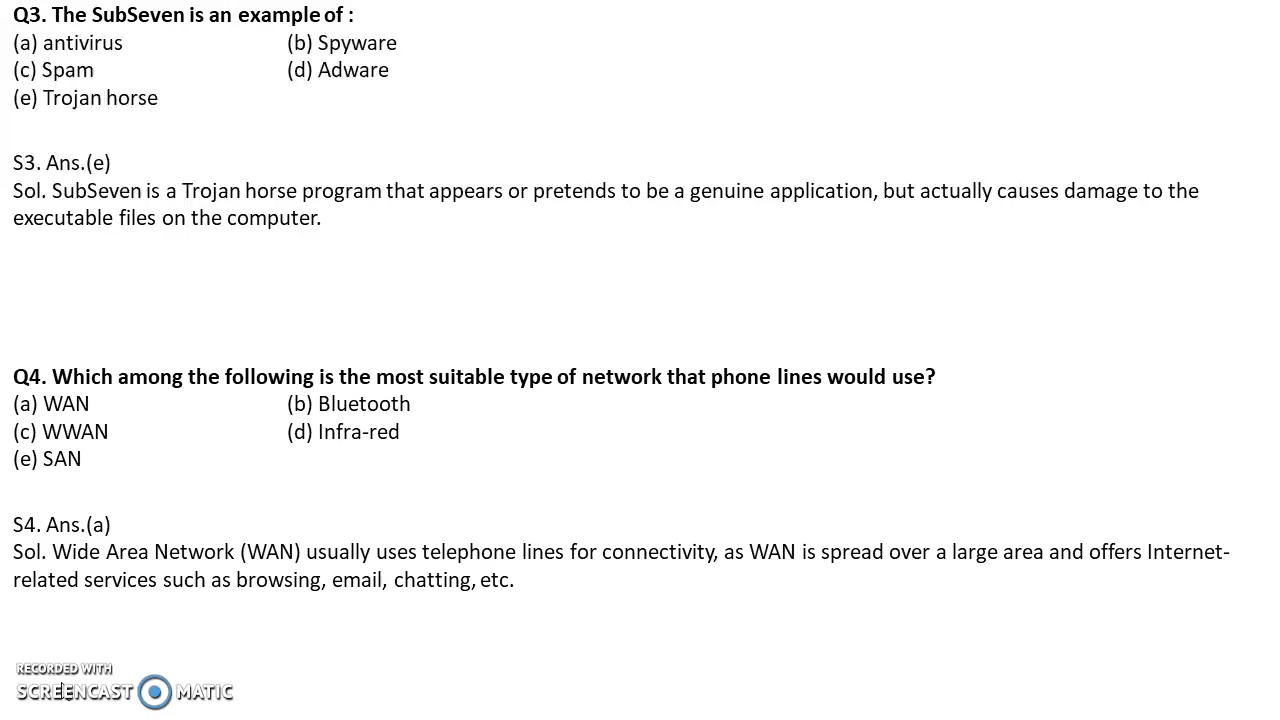 Q3. The SubSeven is an example of :
(a) antivirus (b) Spyware
(c) Spam (d) Adware
(e) Trojan horse
S3. Ans.(e)
Sol. SubSeven is a Trojan horse program that appears or pretends to be a genuine application, but actually causes damage to the
executable files on the computer.
Q4. Which among the following is the most suitable type of network that phone lines would use?
(a) WAN (b) Bluetooth
(c) WWAN (d) Infra-red
(e) SAN
S4. Ans.(a)
Sol. Wide Area Network (WAN) usually uses telephone lines for connectivity, as WAN is spread over a large area and offers Internet-
related services such as browsing, email, chatting, etc.
RECORDED WITH
SCREENCAST MATIC